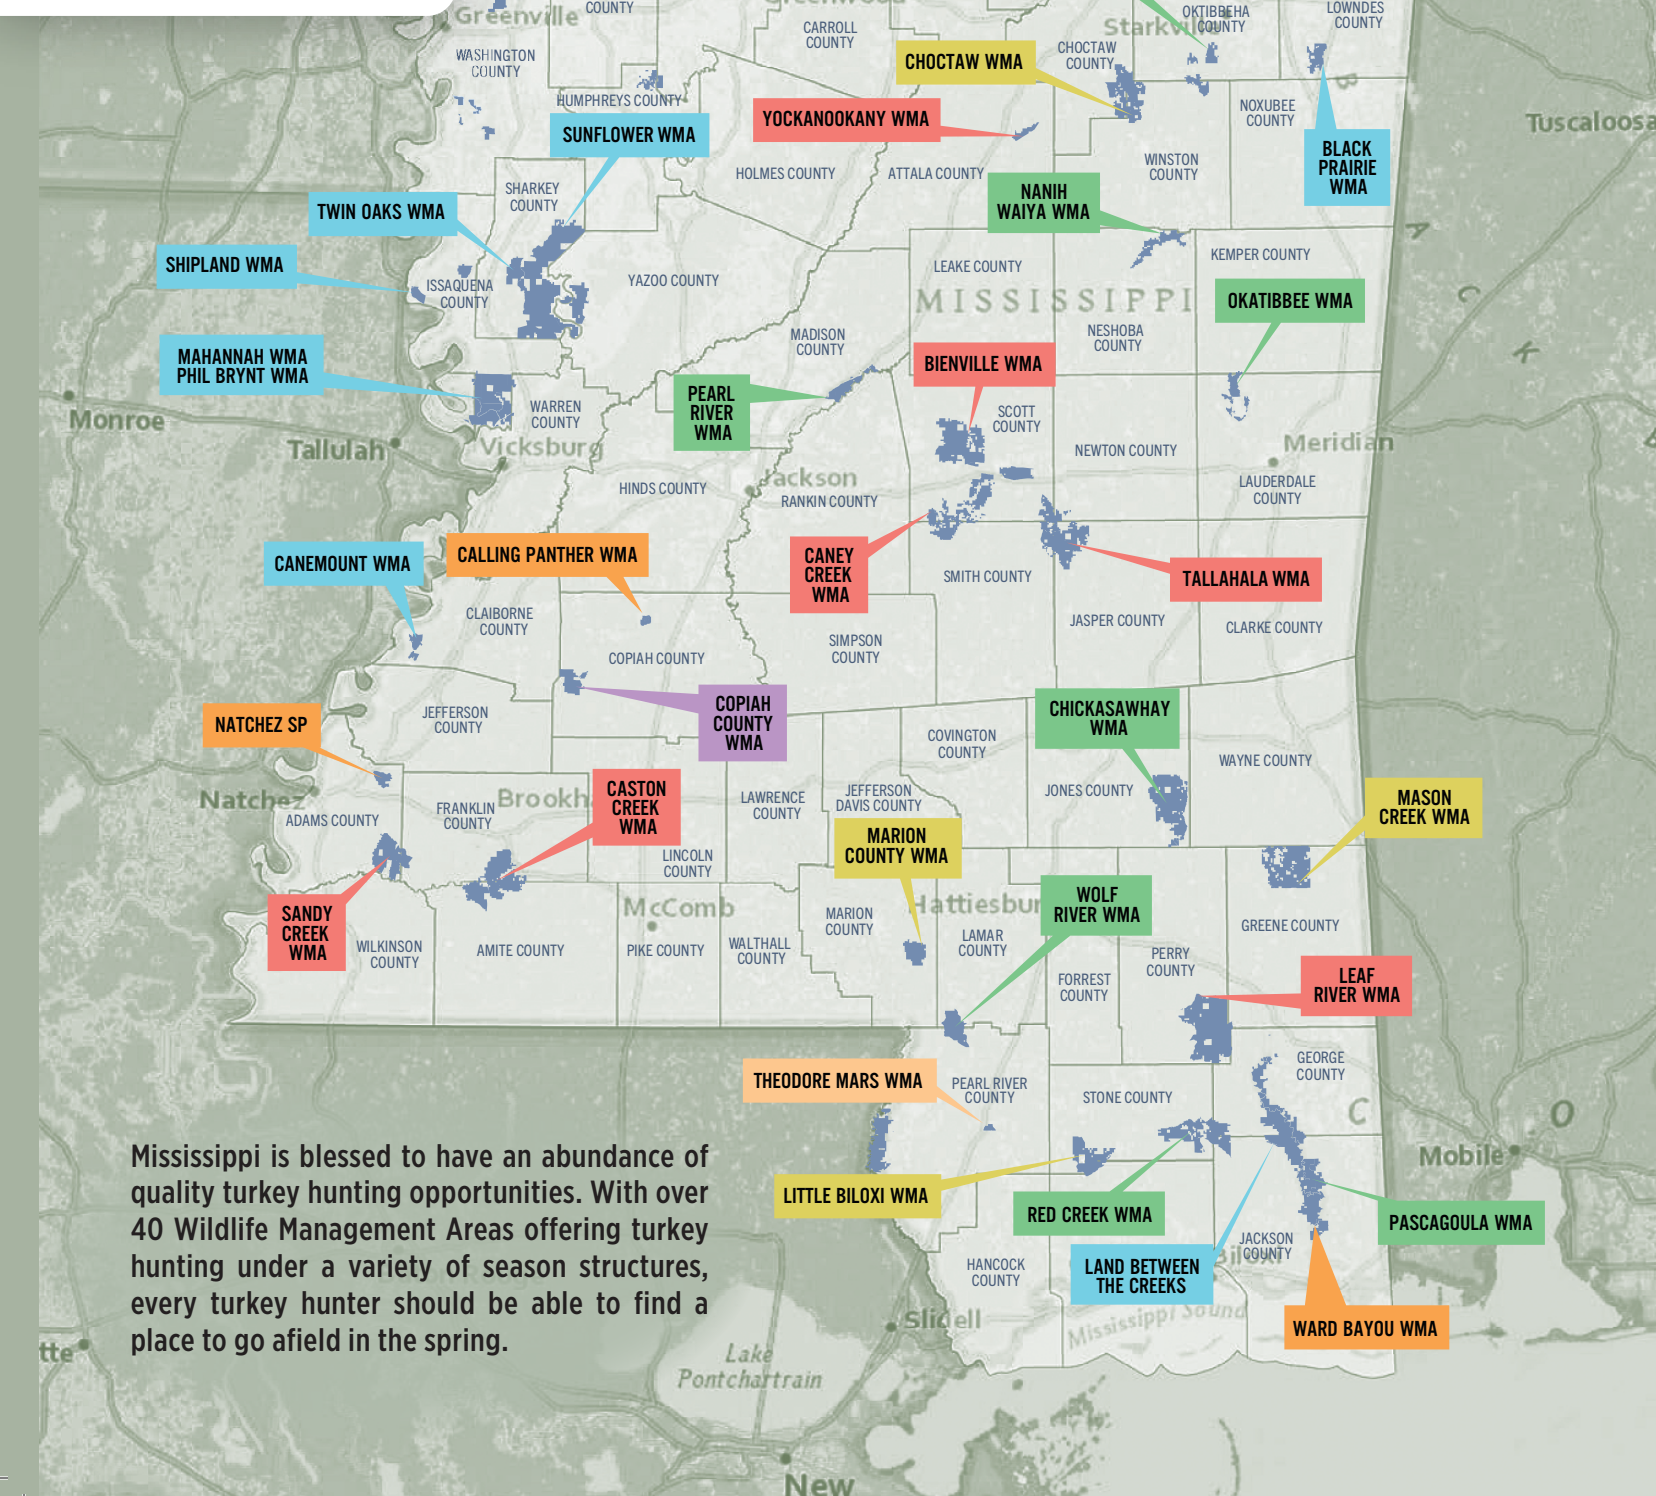 Greenville
COUNTY
CARROLL
COUNTY
Starkville
OKTIBBEHA
COUNTY
LOWNDES
COUNTY
WASHINGTON
COUNTY
CHOCTAW WMA
CHOCTAW
COUNTY
B
HUMPHREYS COUNTY
YOCKANOOKANY WMA
NOXUBEE
COUNTY
Tuscaloosa
SUNFLOWER WMA
BLACK
PRAIRIE
WMA
HOLMES COUNTY
ATTALA COUNTY
WINSTON
COUNTY
SHARKEY
COUNTY
NANIH
WAIYA WMA
TWIN OAKS WMA
A
SHIPLAND WMA
KEMPER COUNTY
LEAKE COUNTY
YAZOO COUNTY
ISSAQUENA
COUNTY
MISSISSIPPI
OKATIBBEE WMA
C
MADISON
COUNTY
NESHOBA
COUNTY
K
MAHANNAH WMA
PHIL BRYNT WMA
BIENVILLE WMA
PEARL
RIVER
WMA
WARREN
COUNTY
SCOTT
COUNTY
Monroe
Tallulah
Vicksburg
NEWTON COUNTY
Meridian
Jackson
HINDS COUNTY
RANKIN COUNTY
LAUDERDALE
COUNTY
CANEMOUNT WMA
CALLING PANTHER WMA
CANEY
CREEK
WMA
SMITH COUNTY
TALLAHALA WMA
CLAIBORNE
COUNTY
JASPER COUNTY
CLARKE COUNTY
SIMPSON
COUNTY
COPIAH COUNTY
COPIAH
COUNTY
WMA
CHICKASAWHAY
WMA
NATCHEZ SP
JEFFERSON
COUNTY
COVINGTON
COUNTY
WAYNE COUNTY
CASTON
CREEK
WMA
Natchez
Brookh
ADAMS COUNTY
FRANKLIN
COUNTY
LAWRENCE
COUNTY
JEFFERSON
DAVIS COUNTY
JONES COUNTY
MASON
CREEK WMA
MARION
COUNTY WMA
LINCOLN
COUNTY
WOLF
RIVER WMA
SANDY
CREEK
WMA
McComb
Hattiesbur
MARION
COUNTY
GREENE COUNTY
WILKINSON
COUNTY
AMITE COUNTY
PIKE COUNTY
WALTHALL
COUNTY
LAMAR
COUNTY
PERRY
COUNTY
FORREST
COUNTY
LEAF
RIVER WMA
THEODORE MARS WMA
PEARL RIVER
COUNTY
STONE COUNTY
GEORGE
COUNTY
C
O
Mobile
Mississippi is blessed to have an abundance of
quality turkey hunting opportunities. With over
40 Wildlife Management Areas offering turkey
hunting under a variety of season structures,
every turkey hunter should be able to find a
place to go afield in the spring.
LITTLE BILOXI WMA
RED CREEK WMA
PASCAGOULA WMA
JACKSON
COUNTY
Biloxi
HANCOCK
COUNTY
LAND BETWEEN
THE CREEKS
Slidell
Mississippi Sound
WARD BAYOU WMA
tte
Lake
Pontchartrain
New